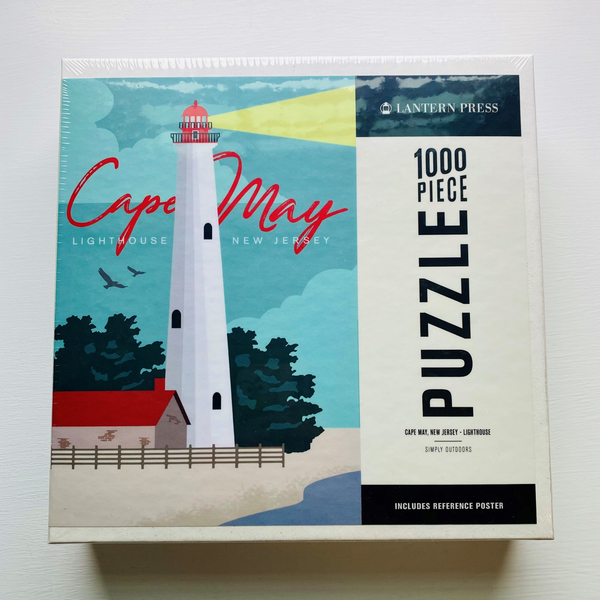 Cape May
LIGHTHOUSE NEW JERSEY
LANTERN PRESS
1000
PIECE
PUZZLE
CAPE MAY, NEW JERSEY - LIGHTHOUSE
SIMPLY OUTDOORS
INCLUDES REFERENCE POSTER